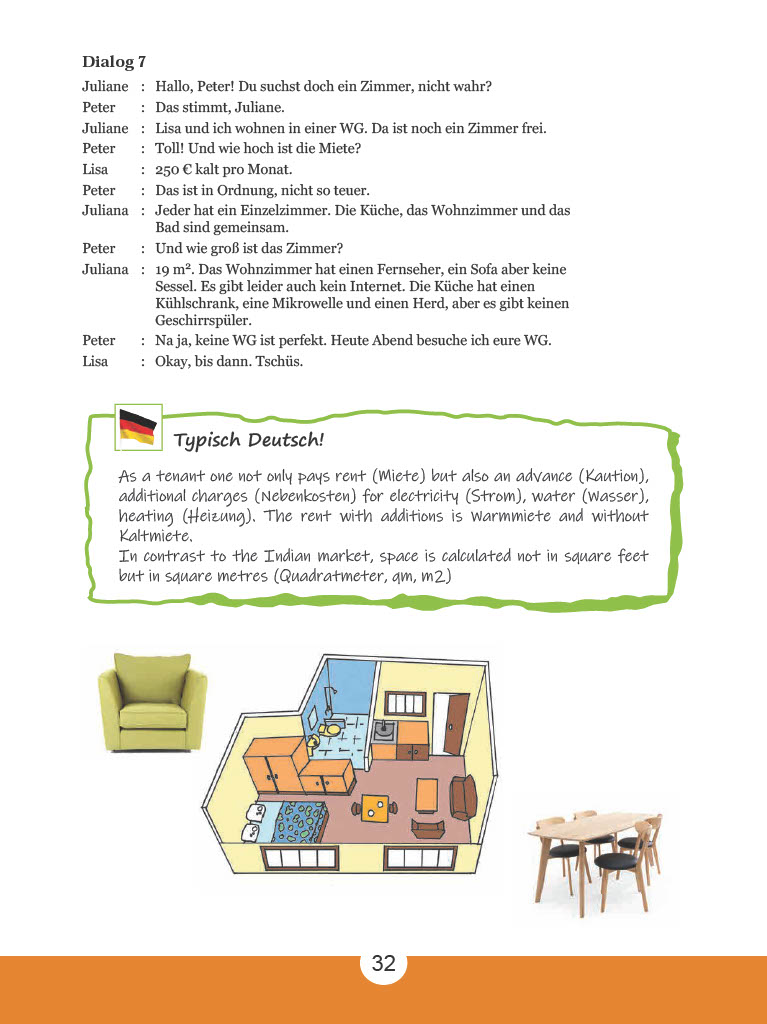 Dialog 7
Juliane : Hallo, Peter! Du suchst doch ein Zimmer, nicht wahr?
Peter : Das stimmt, Juliane.
Juliane : Lisa und ich wohnen in einer WG. Da ist noch ein Zimmer frei.
Peter : Toll! Und wie hoch ist die Miete?
Lisa : 250 € kalt pro Monat.
Peter : Das ist in Ordnung, nicht so teuer.
Juliana : Jeder hat ein Einzelzimmer. Die Küche, das Wohnzimmer und das
Bad sind gemeinsam.
Peter : Und wie groß ist das Zimmer?
Juliana : 19 m². Das Wohnzimmer hat einen Fernseher, ein Sofa aber keine
Sessel. Es gibt leider auch kein Internet. Die Küche hat einen
Kühlschrank, eine Mikrowelle und einen Herd, aber es gibt keinen
Geschirrspüler.
Peter : Na ja, keine WG ist perfekt. Heute Abend besuche ich eure WG.
Lisa : Okay, bis dann. Tschüs.
Typisch Deutsch!
As a tenant one not only pays rent (Miete) but also an advance (Kaution),
additional charges (Nebenkosten) for electricity (Strom), water (Wasser),
heating (Heizung). The rent with additions is Warmmiete and without
Kaltmiete.
In contrast to the Indian market, space is calculated not in square feet
but in square metres (Quadratmeter, qm, m2)
32